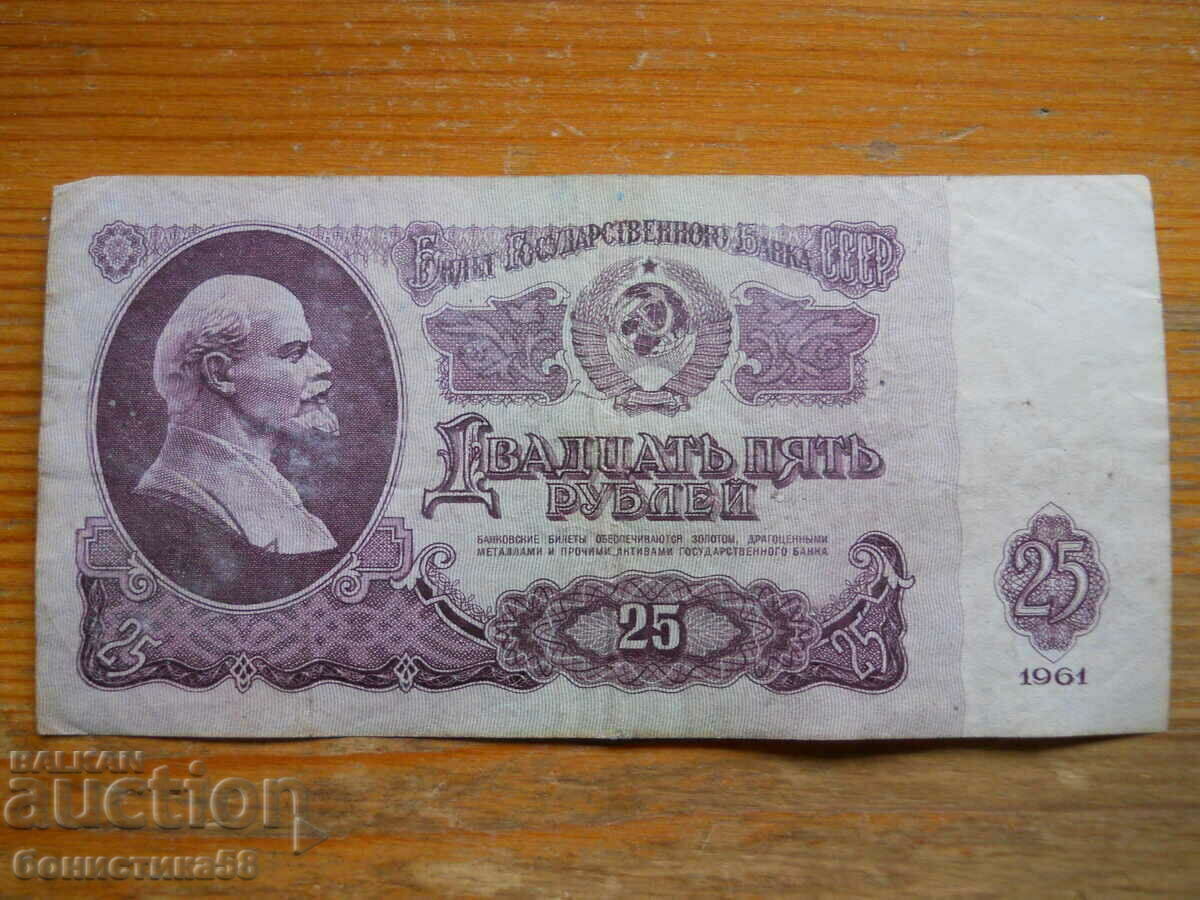 Билет Государственного Банка СССР
Двадцать пять
рублей
БАНКОВСКИЕ БИЛЕТЫ ОБЕСПЕЧИВАЮТСЯ ЗОЛОТОМ, ДРАГОЦЕННЫМИ
МЕТАЛЛАМИ И ПРОЧИМИ АКТИВАМИ ГОСУДАРСТВЕННОГО БАНКА
25 25 25
25
1961
BALKAN
auction
бонистика58